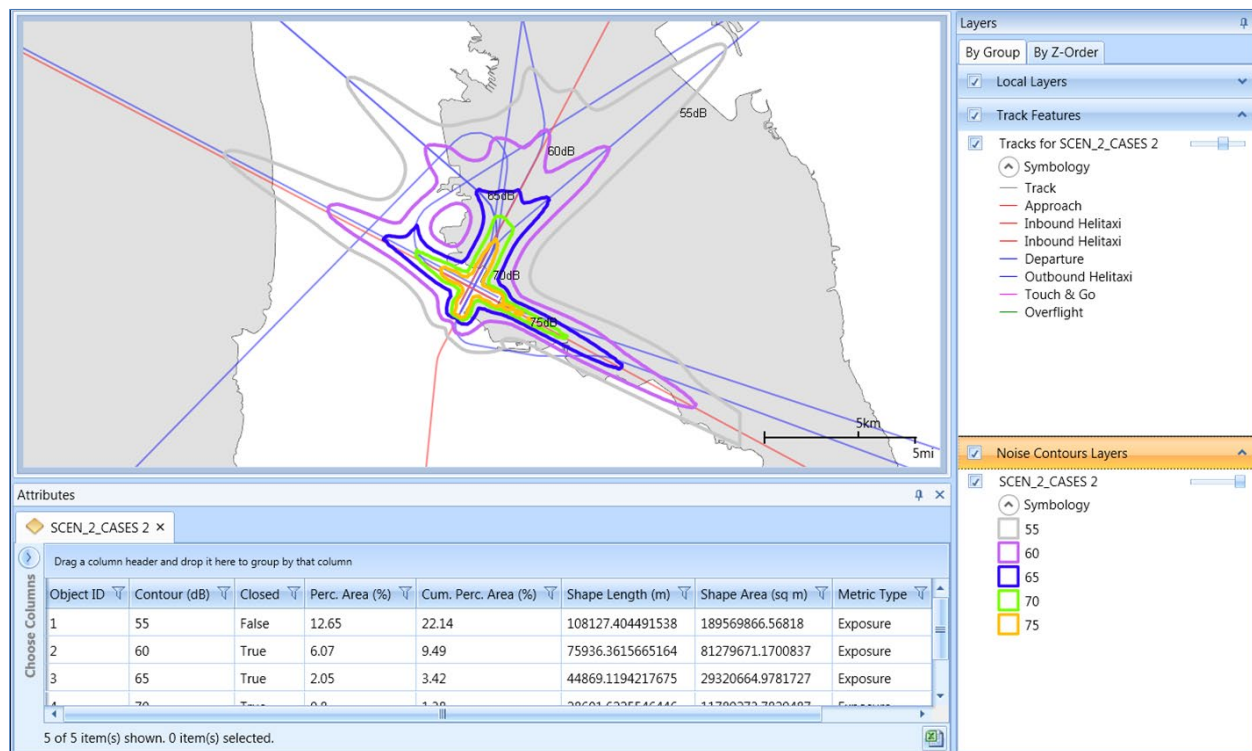 Layers
By Group By Z-Order
Local Layers
Track Features
Tracks for SCEN_2_CASES 2
Symbology
Track
Approach
Inbound Helitaxi
Inbound Helitaxi
Departure
Outbound Helitaxi
Touch & Go
Overflight
Noise Contours Layers
SCEN_2_CASES 2
Symbology
55
60
65
70
75
55dB
60dB
65dB
70dB
75dB
5km
5mi
Attributes
SCEN_2_CASES 2
Choose Columns
Drag a column header and drop it here to group by that column
Object ID Contour (dB) Closed Perc. Area (%) Cum. Perc. Area (%) Shape Length (m) Shape Area (sq m) Metric Type
1 55 False 12.65 22.14 108127.404491538 189569866.56818 Exposure
2 60 True 6.07 9.49 75936.3615665164 81279671.1700837 Exposure
3 65 True 2.05 3.42 44869.1194217675 29320664.9781727 Exposure
5 of 5 item(s) shown. 0 item(s) selected.